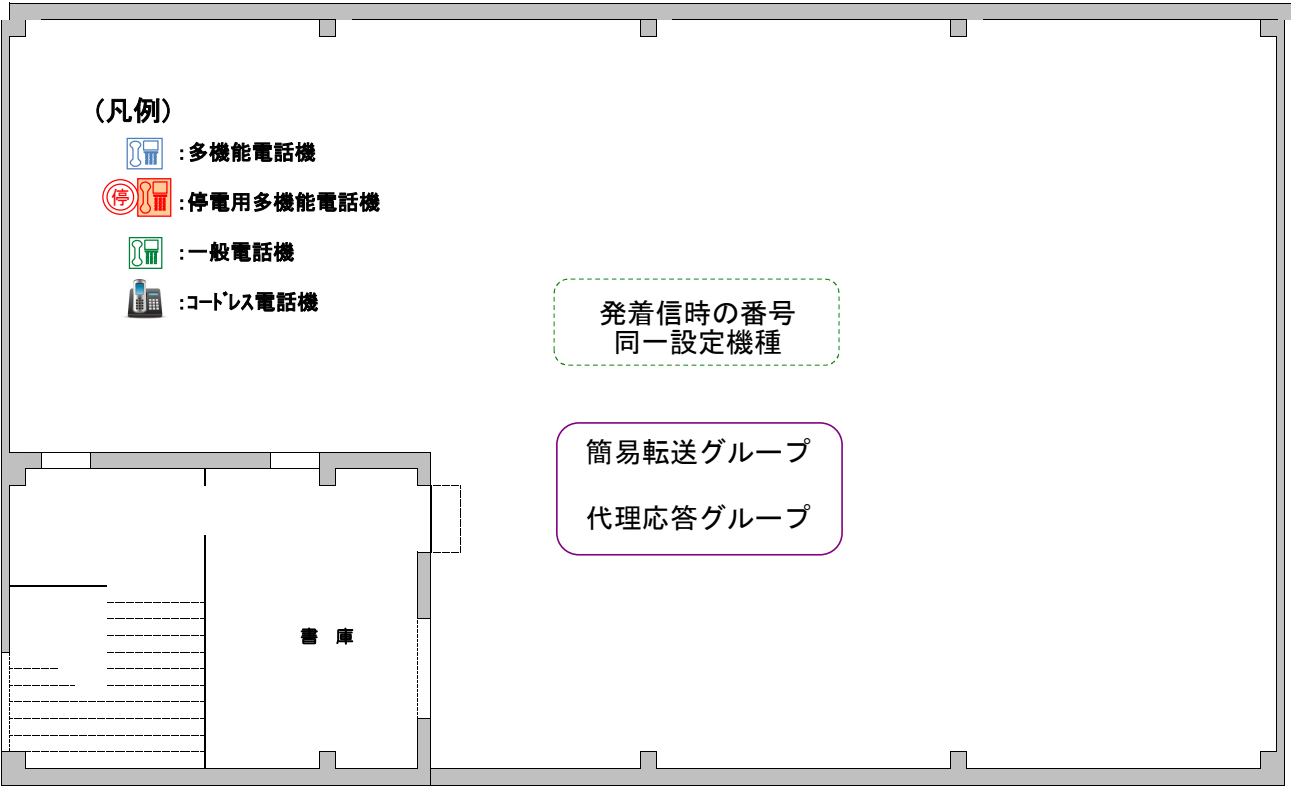 （凡例）
：多機能電話機
停
：停電用多機能電話機
：一般電話機
：ｺｰﾄﾞﾚｽ電話機
発着信時の番号
同一設定機種
簡易転送グループ
代理応答グループ
書　庫